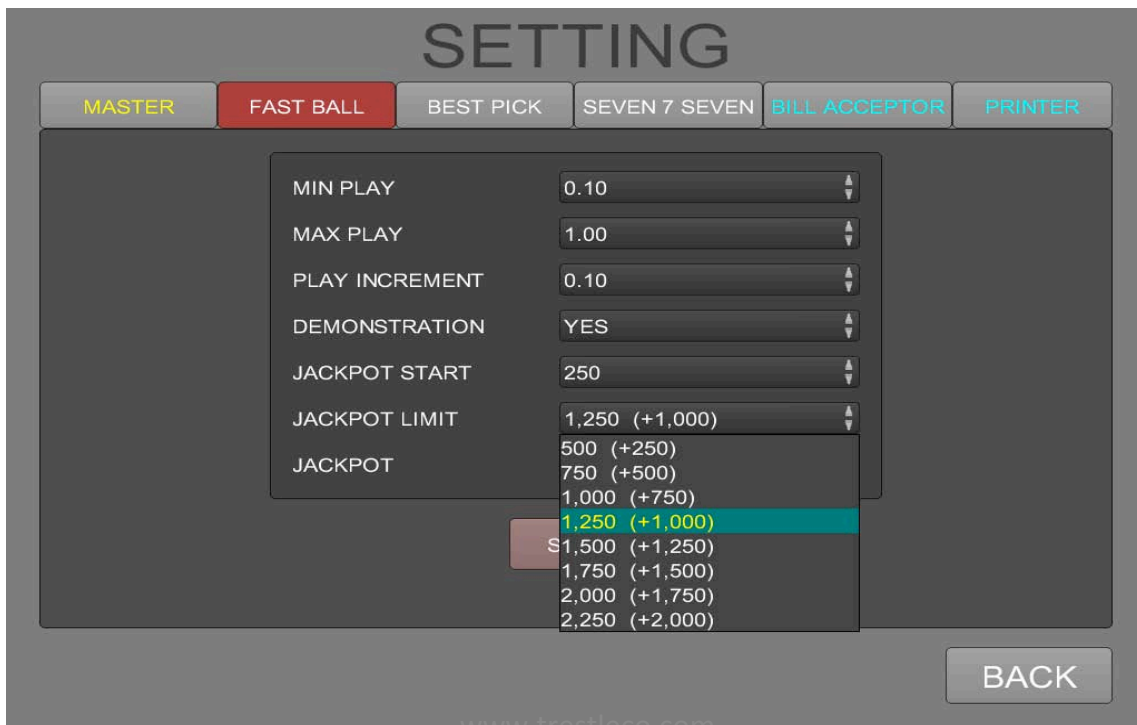 SETTING
MASTER FAST BALL BEST PICK SEVEN 7 SEVEN BILL ACCEPTOR PRINTER
MIN PLAY 0.10
MAX PLAY 1.00
PLAY INCREMENT 0.10
DEMONSTRATION YES
JACKPOT START 250
JACKPOT LIMIT 1,250 (+1,000)
JACKPOT
500 (+250)
750 (+500)
1,000 (+750)
1,250 (+1,000)
1,500 (+1,250)
1,750 (+1,500)
2,000 (+1,750)
2,250 (+2,000)
BACK